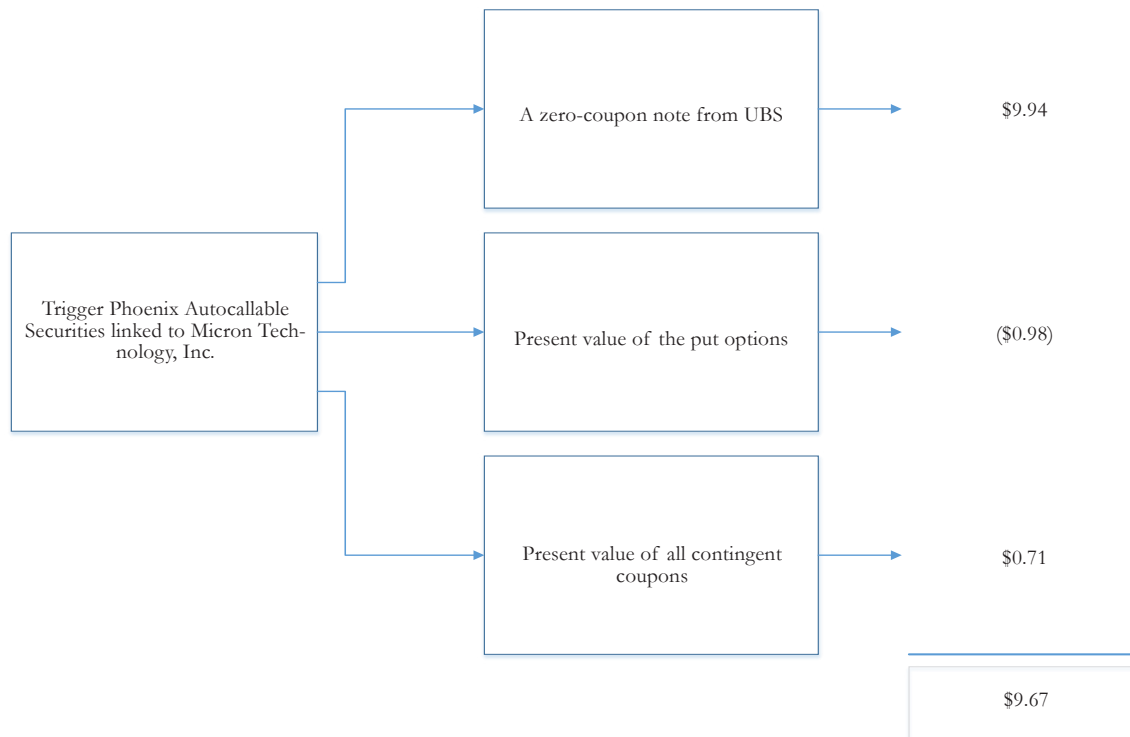 A zero-coupon note from UBS
$9.94
Trigger Phoenix Autocallable
Securities linked to Micron Tech-
nology, Inc.
Present value of the put options
($0.98)
Present value of all contingent
coupons
$0.71
$9.67